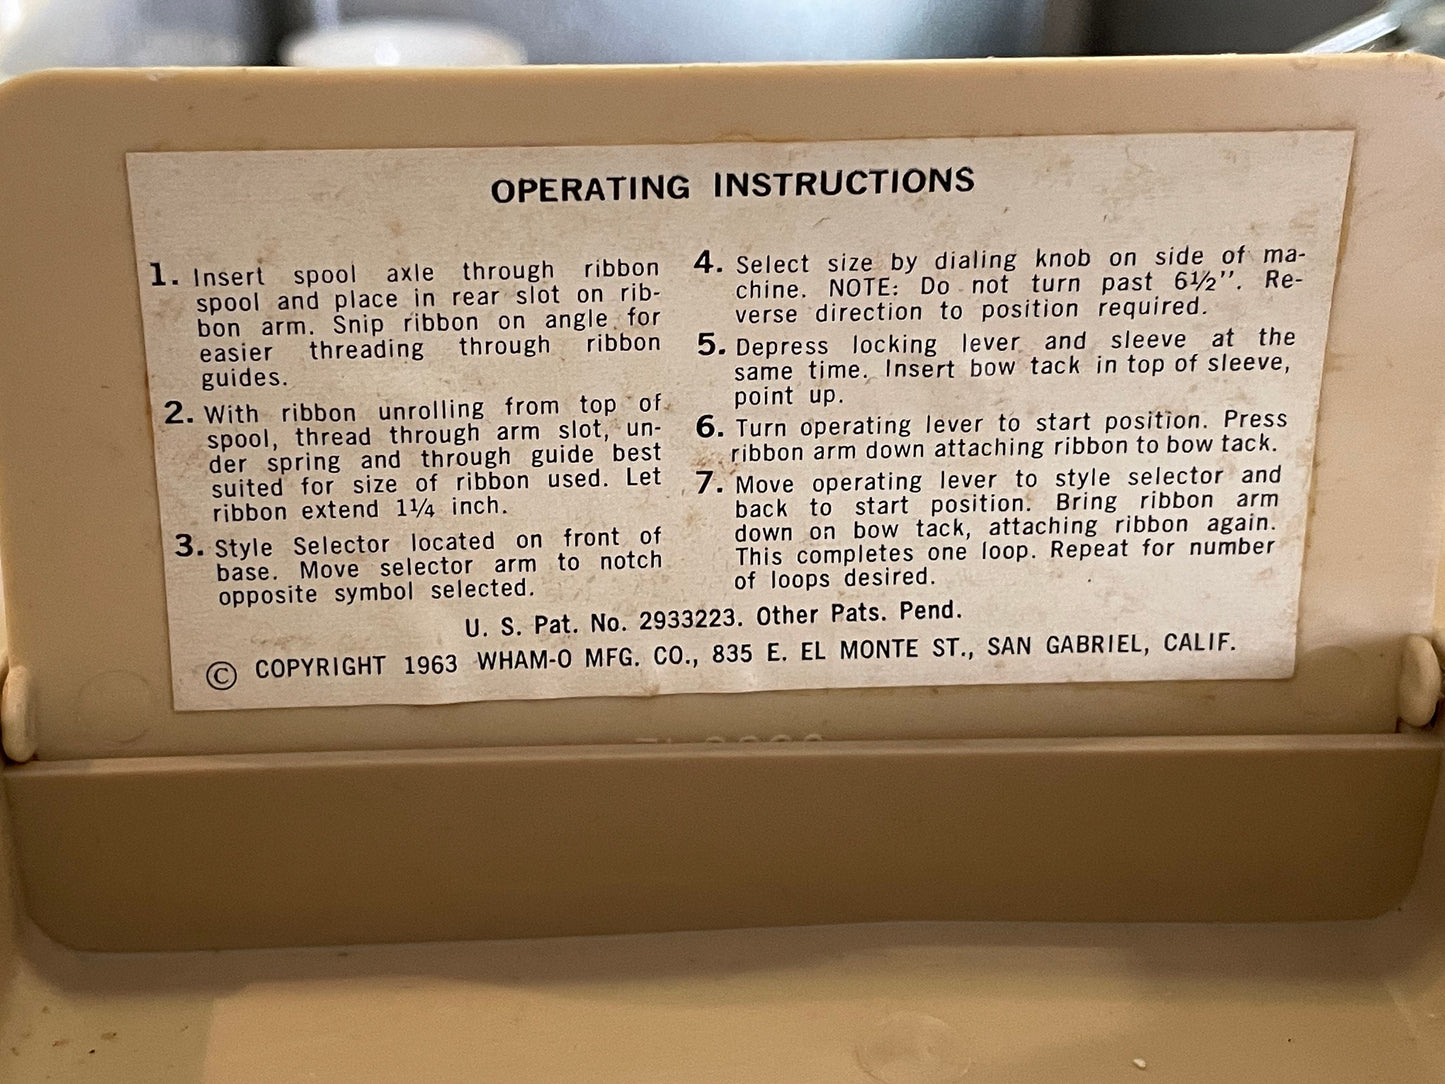 OPERATING INSTRUCTIONS
1. Insert spool axle through ribbon
spool and place in rear slot on rib-
bon arm. Snip ribbon on angle for
easier threading through ribbon
guides.
2. With ribbon unrolling from top of
spool, thread through arm slot, un-
der spring and through guide best
suited for size of ribbon used. Let
ribbon extend 1¼ inch.
3. Style Selector located on front of
base. Move selector arm to notch
opposite symbol selected.
4. Select size by dialing knob on side of ma-
chine. NOTE: Do not turn past 6½''. Re-
verse direction to position required.
5. Depress locking lever and sleeve at the
same time. Insert bow tack in top of sleeve,
point up.
6. Turn operating lever to start position. Press
ribbon arm down attaching ribbon to bow tack.
7. Move operating lever to style selector and
back to start position. Bring ribbon arm
down on bow tack, attaching ribbon again.
This completes one loop. Repeat for number
of loops desired.
U. S. Pat. No. 2933223. Other Pats. Pend.
© COPYRIGHT 1963 WHAM-O MFG. CO., 835 E. EL MONTE ST., SAN GABRIEL, CALIF.